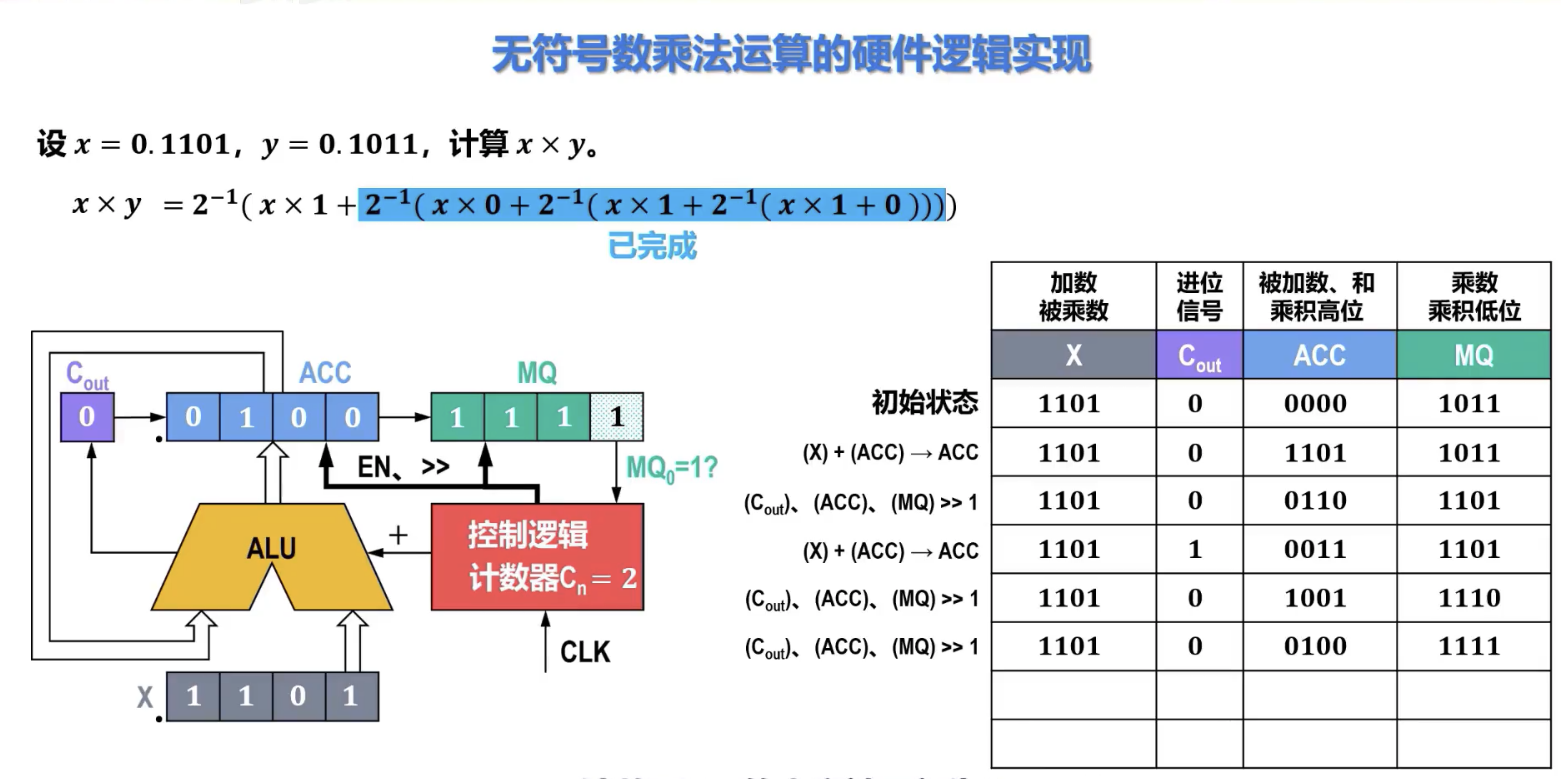 无符号数乘法运算的硬件逻辑实现
设 x = 0.1101，y = 0.1011，计算 x × y。
x × y = 2⁻¹( x × 1 + 2⁻¹( x × 0 + 2⁻¹( x × 1 + 2⁻¹( x × 1 + 0 ))))
已完成
Cout ACC MQ
0 0 1 0 0 1 1 1 1
EN、 >> MQ0=1?
ALU + 控制逻辑
计数器Cn = 2
CLK
X 1 1 0 1
加数 进位 被加数、和 乘数
被乘数 信号 乘积高位 乘积低位
X Cout ACC MQ
初始状态 1101 0 0000 1011
(X) + (ACC) → ACC 1101 0 1101 1011
(Cout)、 (ACC)、 (MQ) >> 1 1101 0 0110 1101
(X) + (ACC) → ACC 1101 1 0011 1101
(Cout)、 (ACC)、 (MQ) >> 1 1101 0 1001 1110
(Cout)、 (ACC)、 (MQ) >> 1 1101 0 0100 1111